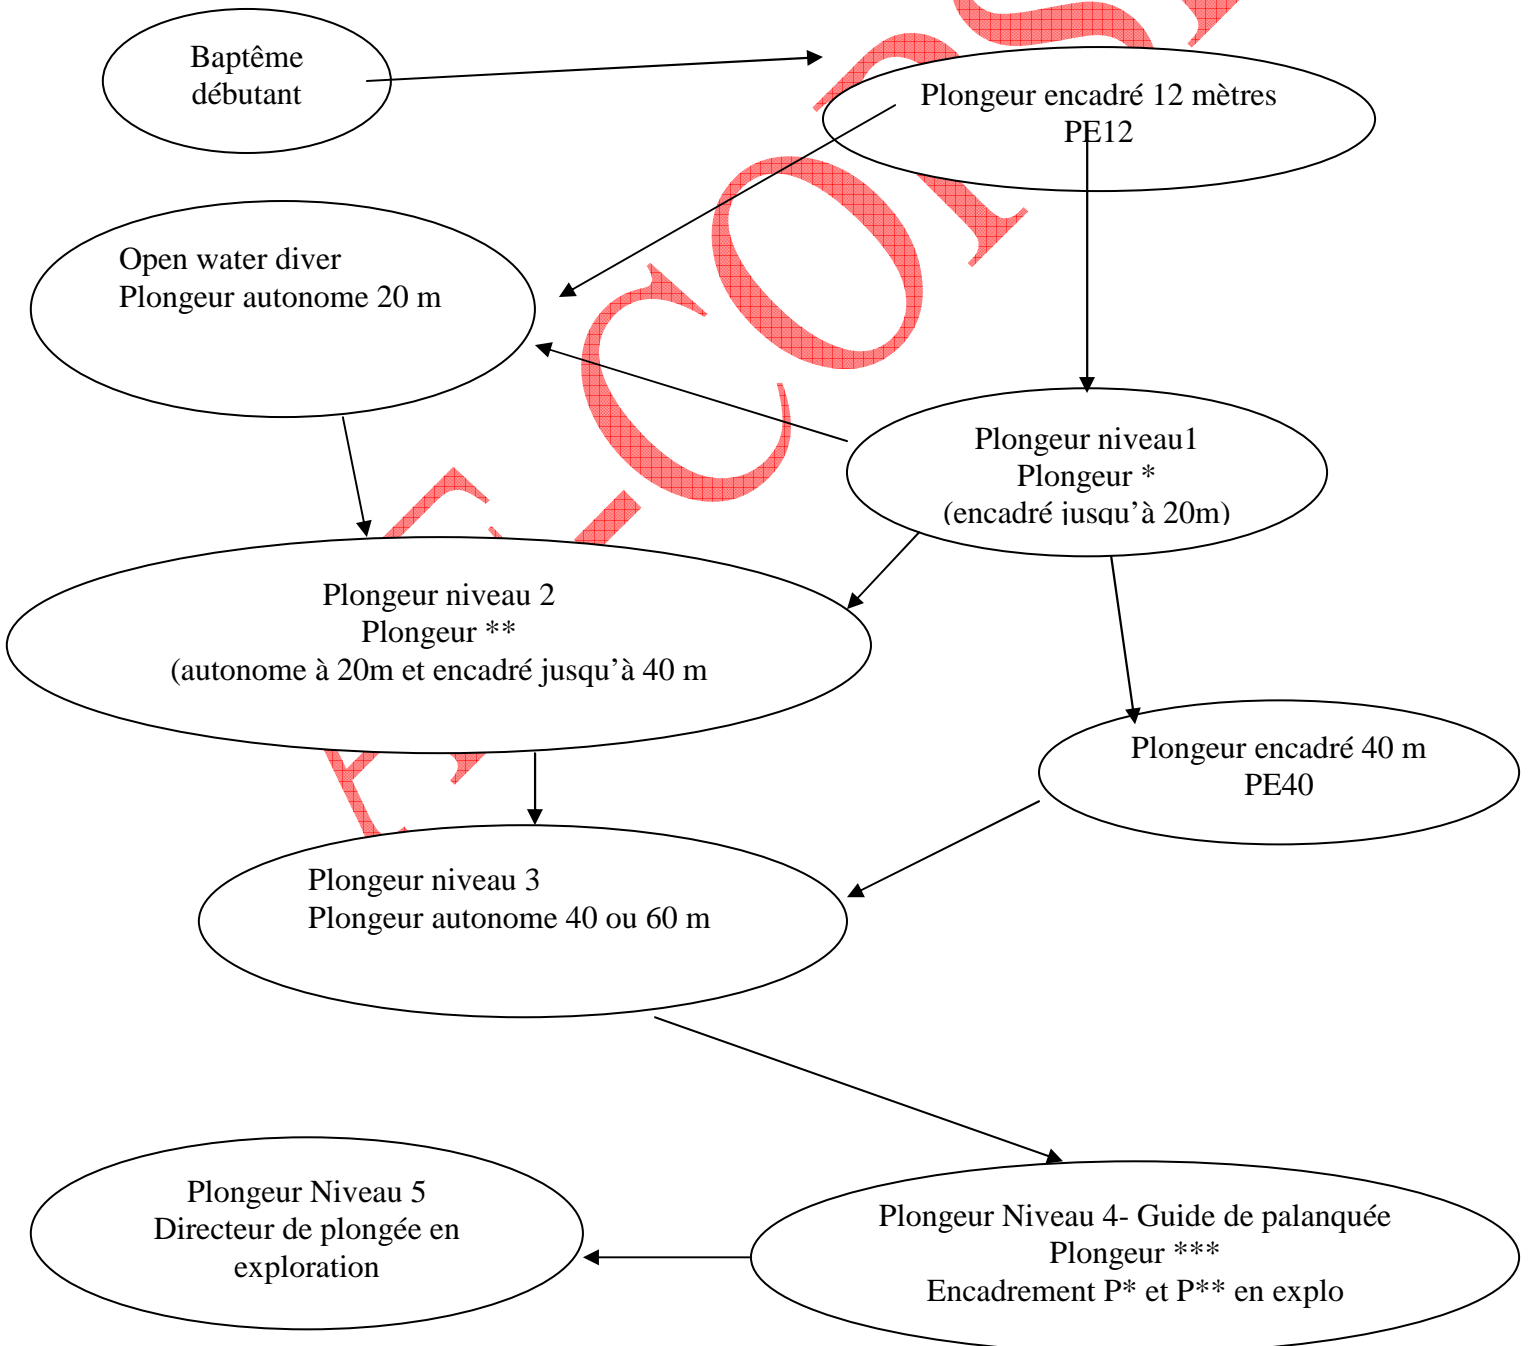 Baptême
débutant
Plongeur encadré 12 mètres
PE12
Open water diver
Plongeur autonome 20 m
Plongeur niveau1
Plongeur *
(encadré jusqu'à 20m)
Plongeur niveau 2
Plongeur **
(autonome à 20m et encadré jusqu'à 40 m
Plongeur encadré 40 m
PE40
Plongeur niveau 3
Plongeur autonome 40 ou 60 m
Plongeur Niveau 5
Directeur de plongée en
exploration
Plongeur Niveau 4- Guide de palanquée
Plongeur ***
Encadrement P* et P** en explo